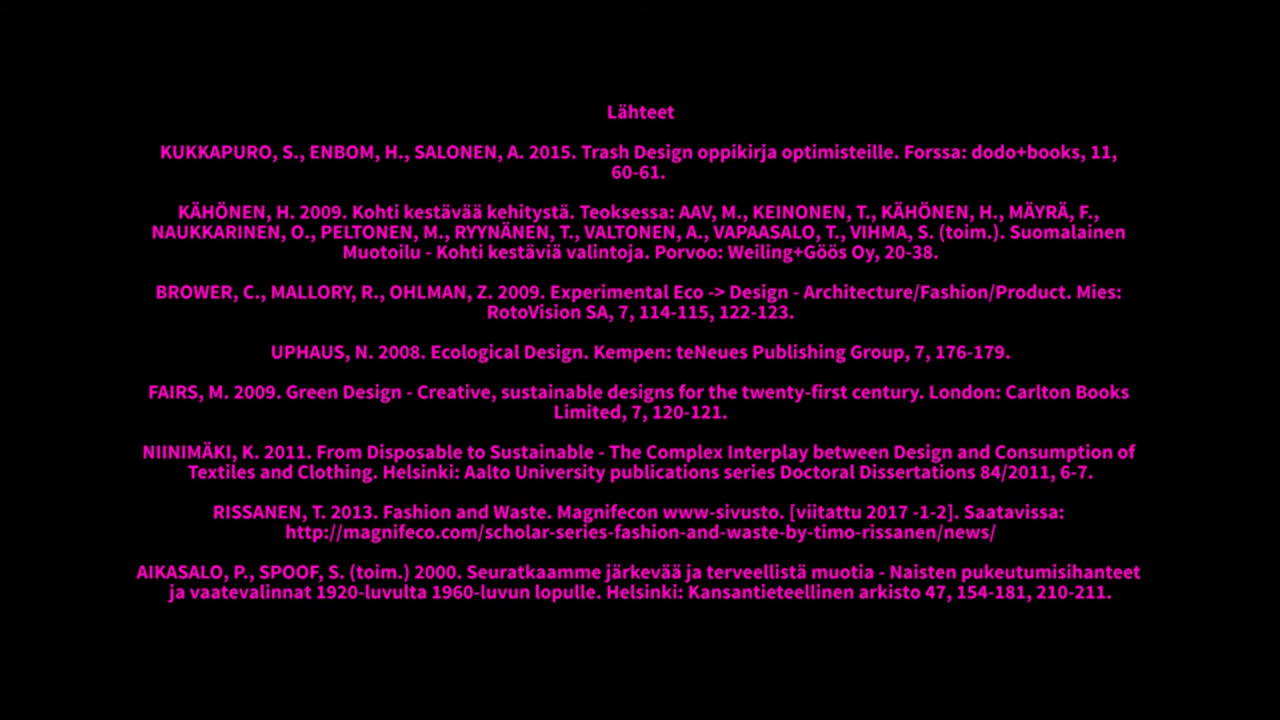 Lähteet
KUKKAPURO, S., ENBOM, H., SALONEN, A. 2015. Trash Design oppikirja optimisteille. Forssa: dodo+books, 11,
60-61.
KÄHÖNEN, H. 2009. Kohti kestävää kehitystä. Teoksessa: AAV, M., KEINONEN, T., KÄHÖNEN, H., MÄYRÄ, F.,
NAUKKARINEN, O., PELTONEN, M., RYYNÄNEN, T., VALTONEN, A., VAPAASALO, T., VIHMA, S. (toim.). Suomalainen
Muotoilu - Kohti kestäviä valintoja. Porvoo: Weiling+Göös Oy, 20-38.
BROWER, C., MALLORY, R., OHLMAN, Z. 2009. Experimental Eco -> Design - Architecture/Fashion/Product. Mies:
RotoVision SA, 7, 114-115, 122-123.
UPHAUS, N. 2008. Ecological Design. Kempen: teNeues Publishing Group, 7, 176-179.
FAIRS, M. 2009. Green Design - Creative, sustainable designs for the twenty-first century. London: Carlton Books
Limited, 7, 120-121.
NIINIMÄKI, K. 2011. From Disposable to Sustainable - The Complex Interplay between Design and Consumption of
Textiles and Clothing. Helsinki: Aalto University publications series Doctoral Dissertations 84/2011, 6-7.
RISSANEN, T. 2013. Fashion and Waste. Magnifecon www-sivusto. [viitattu 2017 -1-2]. Saatavissa:
http://magnifeco.com/scholar-series-fashion-and-waste-by-timo-rissanen/news/
AIKASALO, P., SPOOF, S. (toim.) 2000. Seuratkaamme järkevää ja terveellistä muotia - Naisten pukeutumisihanteet
ja vaatevalinnat 1920-luvulta 1960-luvun lopulle. Helsinki: Kansantieteellinen arkisto 47, 154-181, 210-211.